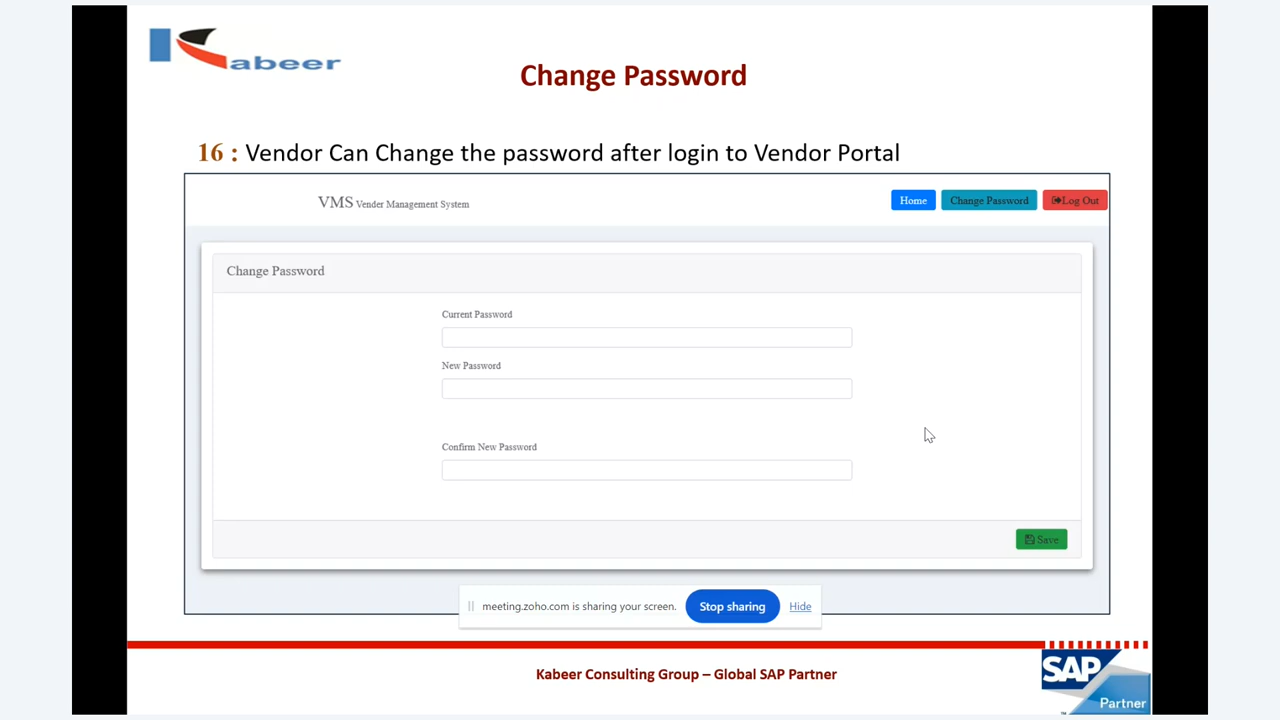 Kabeer
Change Password
16 : Vendor Can Change the password after login to Vendor Portal
VMS Vender Management System
Home
Change Password
Log Out
Change Password
Current Password
New Password
Confirm New Password
Save
meeting.zoho.com is sharing your screen.
Stop sharing
Hide
Kabeer Consulting Group – Global SAP Partner
SAP
Partner
™